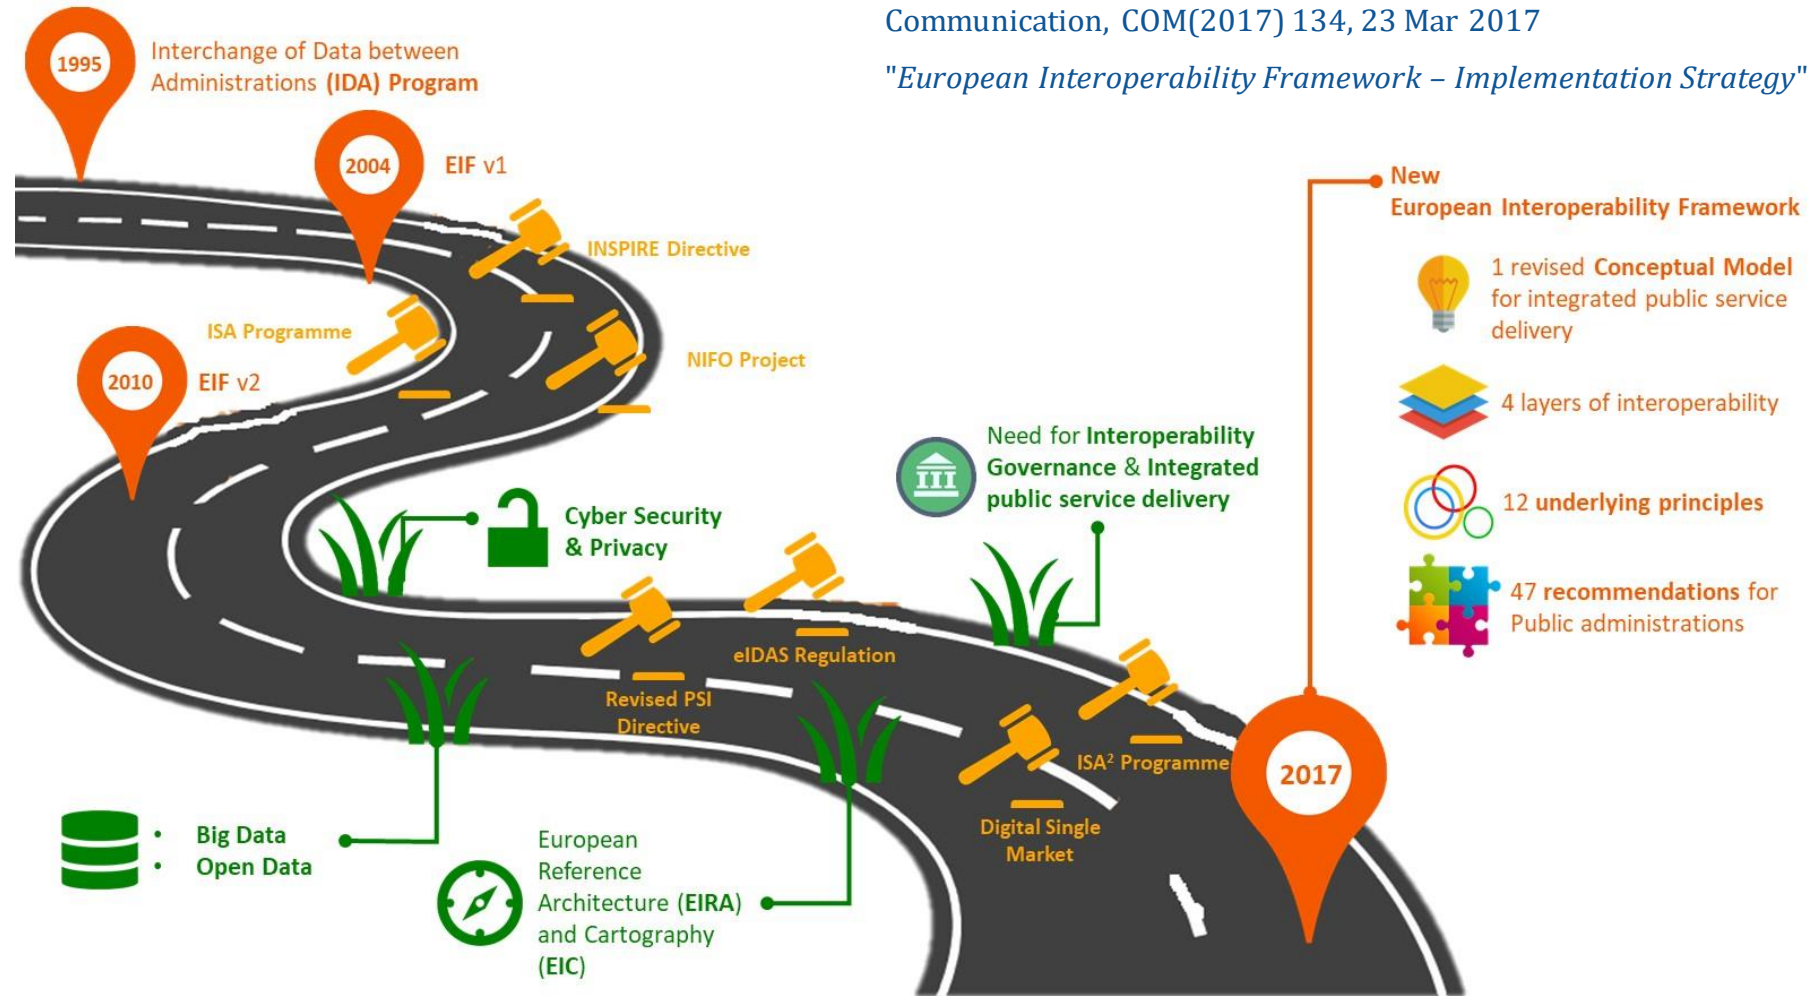 Communication, COM(2017) 134, 23 Mar 2017
"European Interoperability Framework – Implementation Strategy"
1995
Interchange of Data between
Administrations (IDA) Program
2004
EIF v1
INSPIRE Directive
ISA Programme
NIFO Project
2010
EIF v2
Cyber Security
& Privacy
Need for Interoperability
Governance & Integrated
public service delivery
eIDAS Regulation
Revised PSI
Directive
ISA² Programme
Digital Single
Market
• Big Data
• Open Data
European
Reference
Architecture (EIRA)
and Cartography
(EIC)
2017
New
European Interoperability Framework
1 revised Conceptual Model
for integrated public service
delivery
4 layers of interoperability
12 underlying principles
47 recommendations for
Public administrations